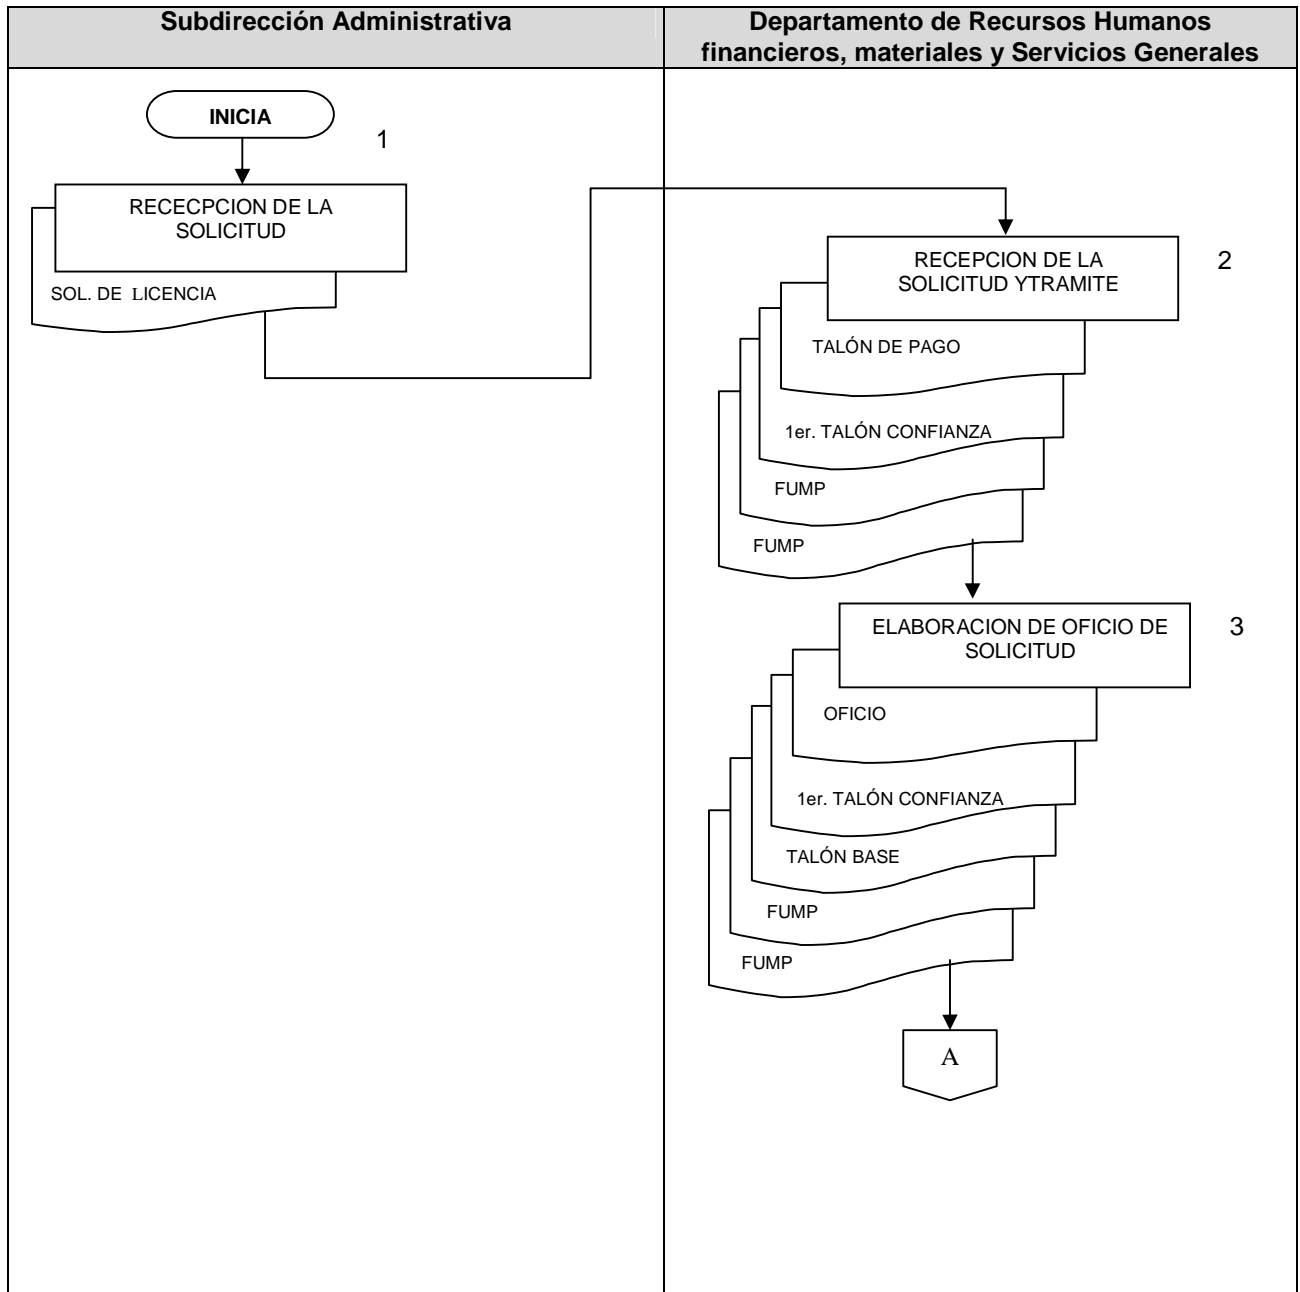 Subdirección Administrativa
Departamento de Recursos Humanos
financieros, materiales y Servicios Generales
INICIA
1
RECECPCION DE LA
SOLICITUD
SOL. DE LICENCIA
RECEPCION DE LA
SOLICITUD YTRAMITE
2
TALÓN DE PAGO
1er. TALÓN CONFIANZA
FUMP
FUMP
ELABORACION DE OFICIO DE
SOLICITUD
3
OFICIO
1er. TALÓN CONFIANZA
TALÓN BASE
FUMP
FUMP
A